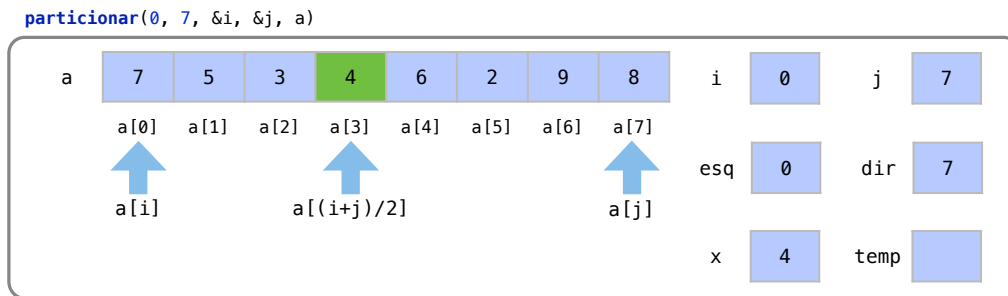 particionar(0, 7, &i, &j, a)
a 7 5 3 4 6 2 9 8 i 0 j 7
a[0] a[1] a[2] a[3] a[4] a[5] a[6] a[7]
esq 0 dir 7
a[i] a[(i+j)/2] a[j]
x 4 temp